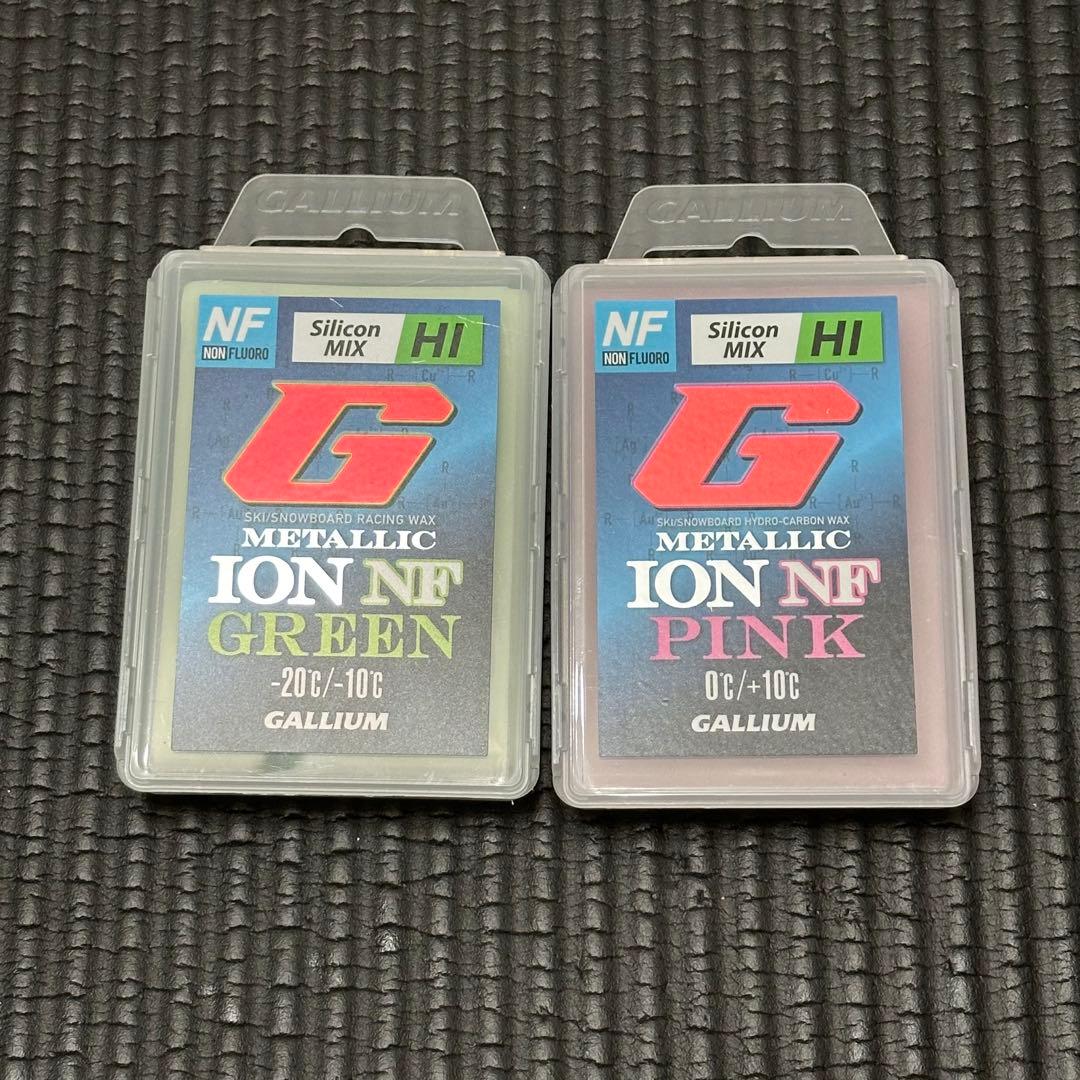 GALLIUM
NF
NON FLUORO
Silicon
MIX
HI
G
SKI/SNOWBOARD RACING WAX
METALLIC
ION NF
GREEN
-20℃/-10℃
GALLIUM
GALLIUM
NF
NON FLUORO
Silicon
MIX
HI
G
SKI/SNOWBOARD HYDRO-CARBON WAX
METALLIC
ION NF
PINK
0℃/+10℃
GALLIUM